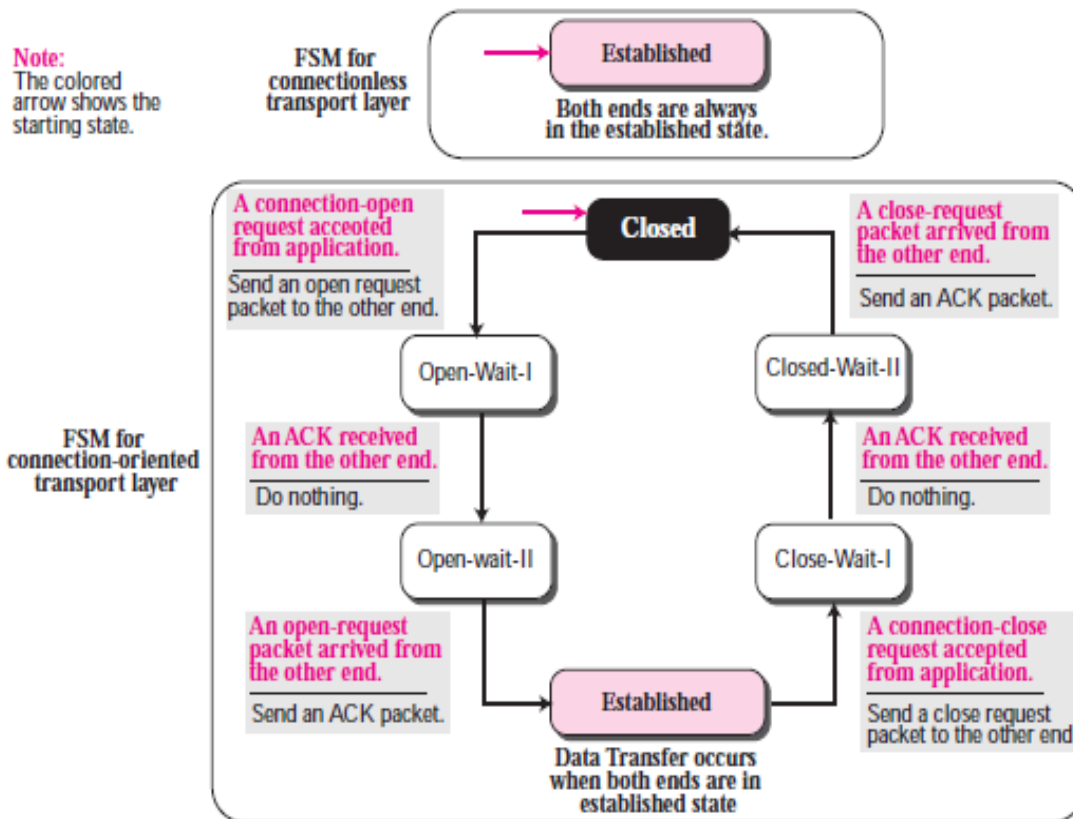 Note:
The colored
arrow shows the
starting state.
FSM for
connectionless
transport layer
Established
Both ends are always
in the established state.
FSM for
connection-oriented
transport layer
A connection-open
request acceoted
from application.
Send an open request
packet to the other end.
Closed
A close-request
packet arrived from
the other end.
Send an ACK packet.
Open-Wait-I
Closed-Wait-II
An ACK received
from the other end.
Do nothing.
An ACK received
from the other end.
Do nothing.
Open-wait-II
Close-Wait-I
An open-request
packet arrived from
the other end.
Send an ACK packet.
Established
Data Transfer occurs
when both ends are in
established state
A connection-close
request accepted
from application.
Send a close request
packet to the other end